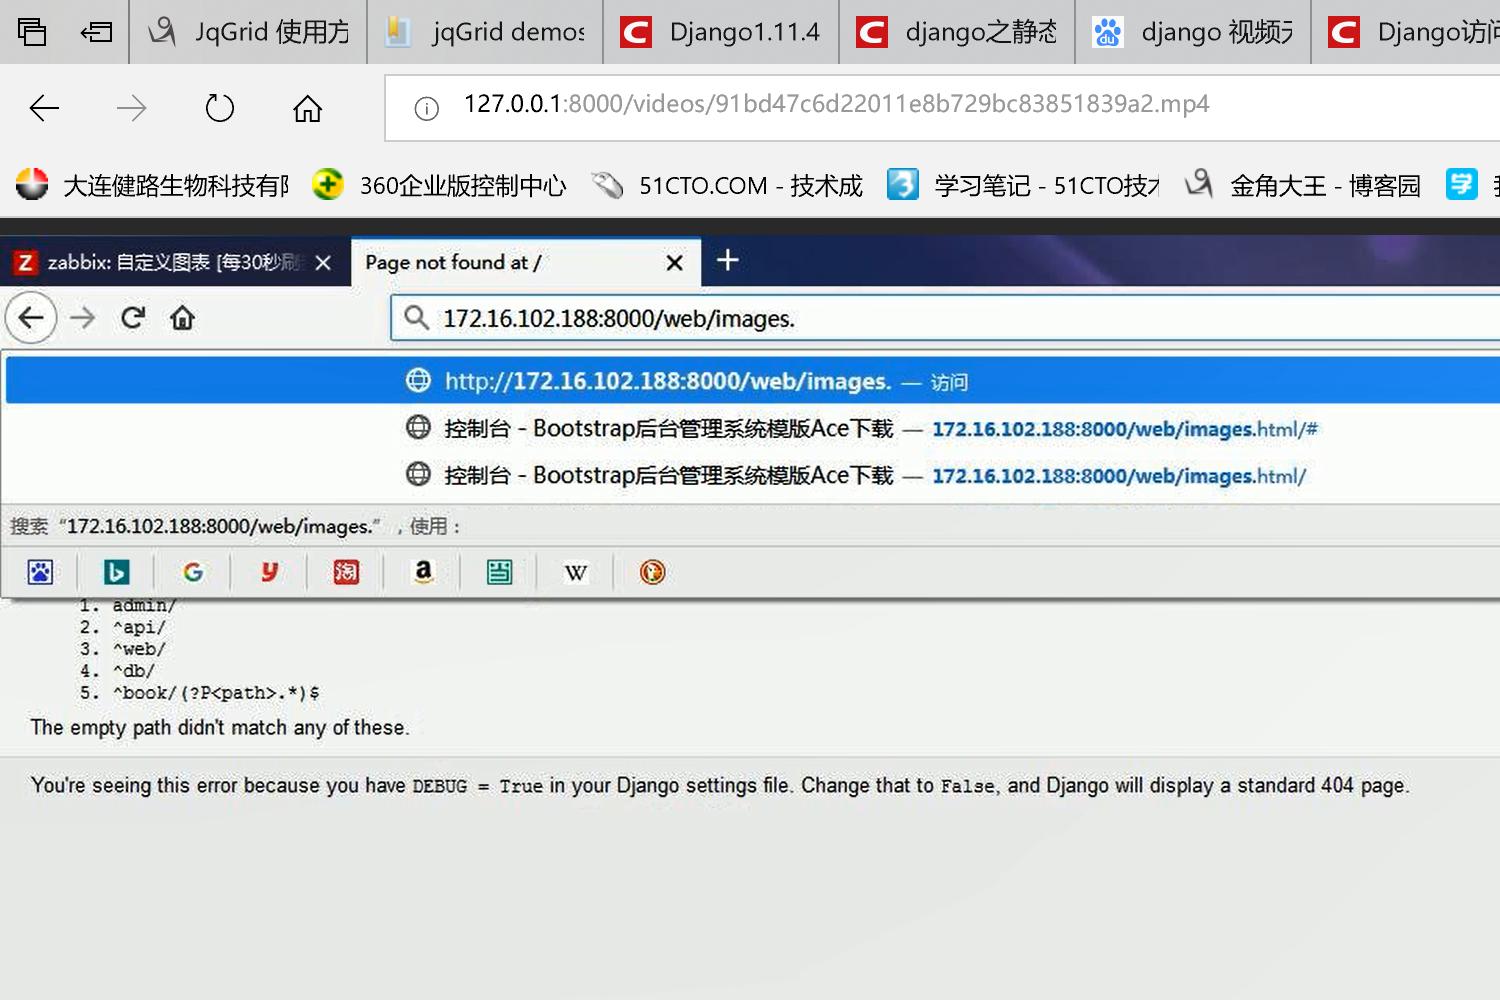 JqGrid 使用方
jqGrid demos
Django1.11.4
django之静态
django 视频无
Django访问
127.0.0.1:8000/videos/91bd47c6d22011e8b729bc83851839a2.mp4
大连健路生物科技有限
360企业版控制中心
51CTO.COM - 技术成
学习笔记 - 51CTO技术
金角大王 - 博客园
学
zabbix: 自定义图表 [每30秒刷
Page not found at /
172.16.102.188:8000/web/images.
http://172.16.102.188:8000/web/images. — 访问
控制台 - Bootstrap后台管理系统模版Ace下载 — 172.16.102.188:8000/web/images.html/#
控制台 - Bootstrap后台管理系统模版Ace下载 — 172.16.102.188:8000/web/images.html/
搜索 “172.16.102.188:8000/web/images.” ，使用：
1. admin/
2. ^api/
3. ^web/
4. ^db/
5. ^book/(?P<path>.*)$
The empty path didn't match any of these.
You're seeing this error because you have DEBUG = True in your Django settings file. Change that to False, and Django will display a standard 404 page.